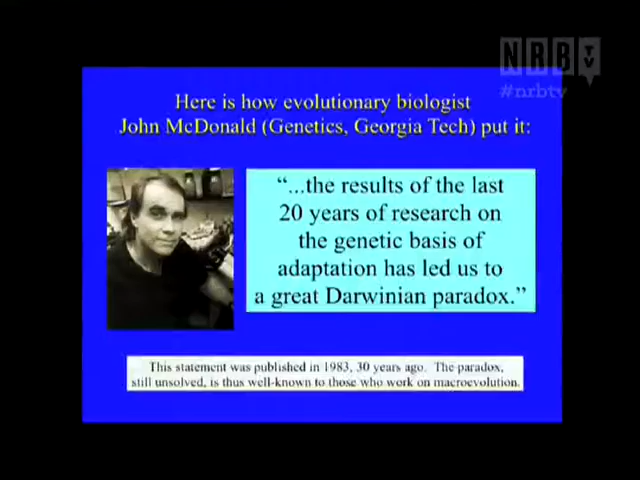 NRB TV
#nrbtv
Here is how evolutionary biologist
John McDonald (Genetics, Georgia Tech) put it:
“...the results of the last
20 years of research on
the genetic basis of
adaptation has led us to
a great Darwinian paradox.”
This statement was published in 1983, 30 years ago. The paradox,
still unsolved, is thus well-known to those who work on macroevolution.